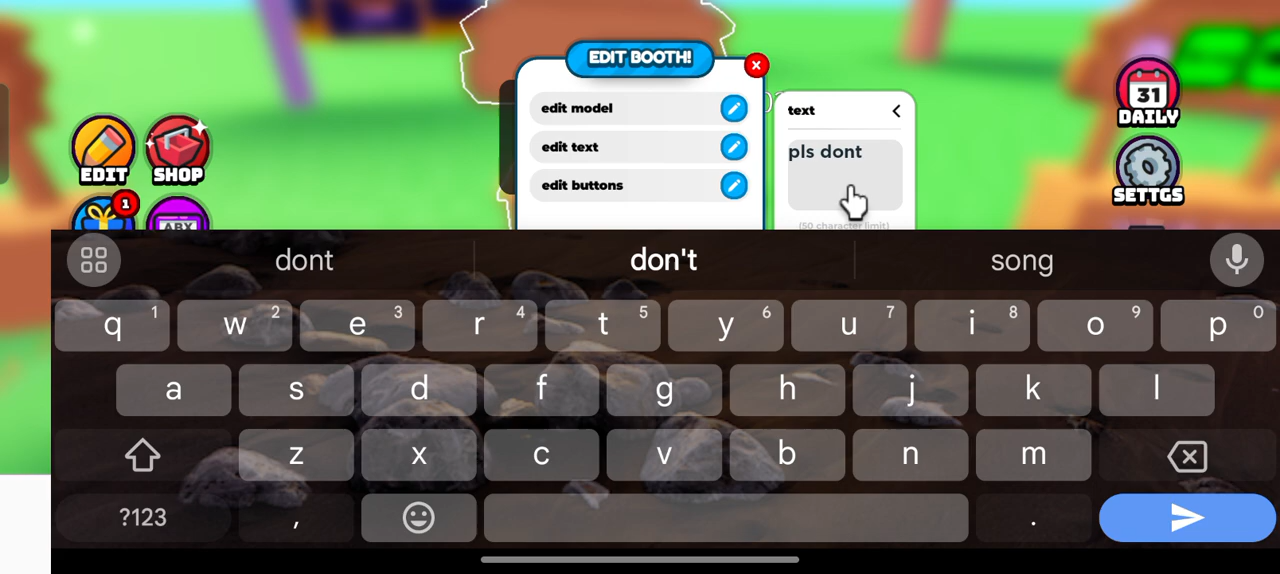 EDIT BOOTH!
edit model
edit text
edit buttons
text
pls dont
(50 character limit)
EDIT
SHOP
1
31
DAILY
SETTGS
dont
don't
song
q 1 w 2 e 3 r 4 t 5 y 6 u 7 i 8 o 9 p 0
a s d f g h j k l
z x c v b n m
?123 , .